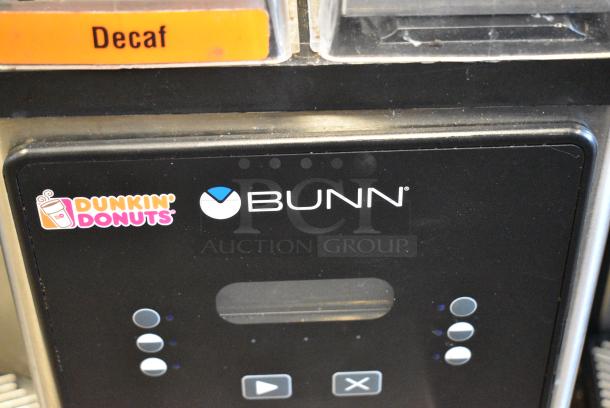 Decaf
DUNKIN'
DONUTS
BUNN®
PCI
AUCTION GROUP